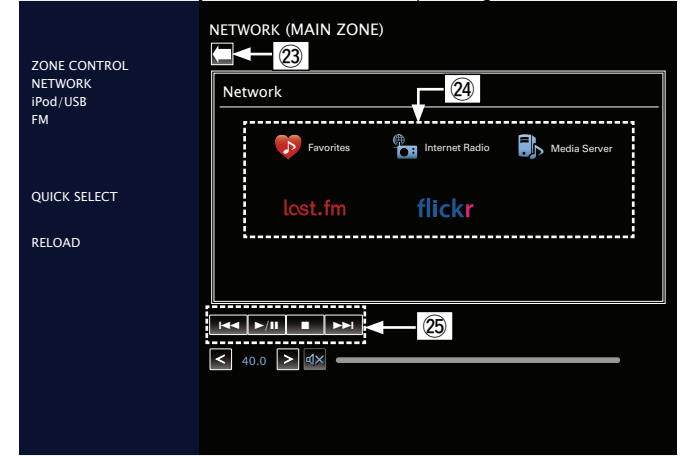 NETWORK (MAIN ZONE)
㉓
ZONE CONTROL
NETWORK
iPod/USB
FM
QUICK SELECT
RELOAD
Network
㉔
Favorites
Internet Radio
Media Server
last.fm
flickr
㉕
40.0